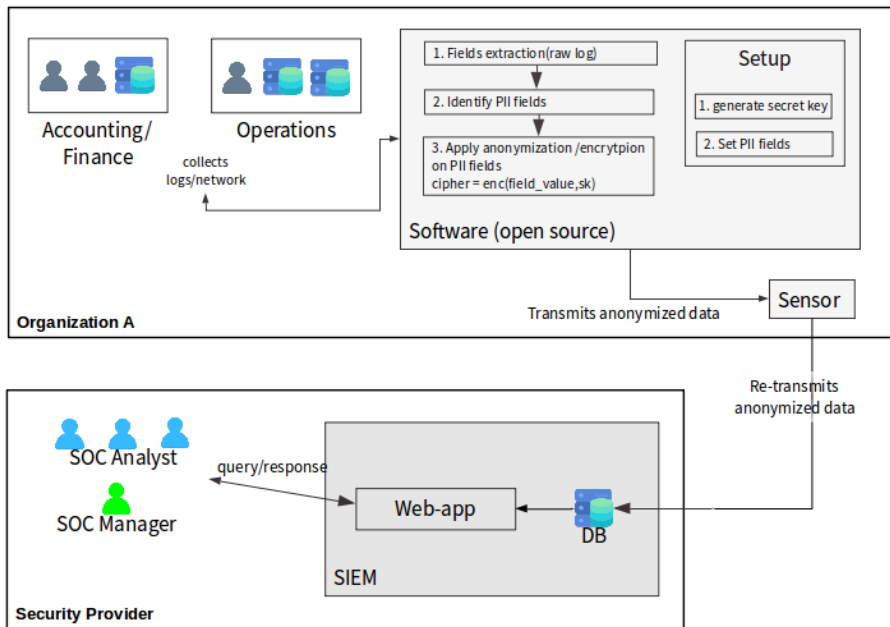 Accounting/
Finance
Operations
collects
logs/network
1. Fields extraction(raw log)
2. Identify PII fields
3. Apply anonymization /encrytpion
on PII fields
cipher = enc(field_value,sk)
Setup
1. generate secret key
2. Set PII fields
Software (open source)
Transmits anonymized data
Sensor
Organization A
Re-transmits
anonymized data
SOC Analyst
SOC Manager
query/response
Web-app
DB
SIEM
Security Provider